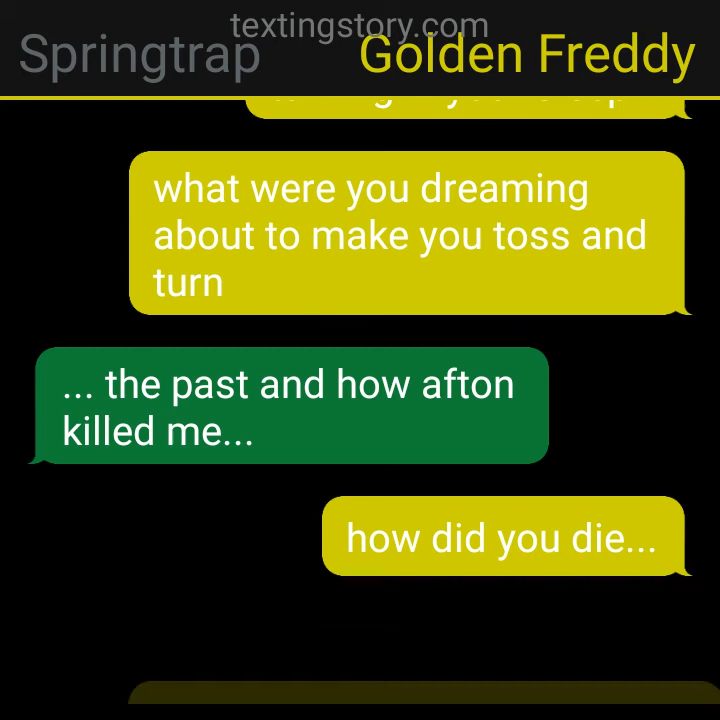 textingstory.com
Springtrap
Golden Freddy
what were you dreaming
about to make you toss and
turn
... the past and how afton
killed me...
how did you die...